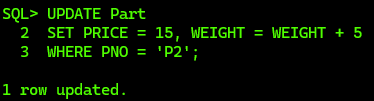 SQL> UPDATE Part
2 SET PRICE = 15, WEIGHT = WEIGHT + 5
3 WHERE PNO = 'P2';
1 row updated.